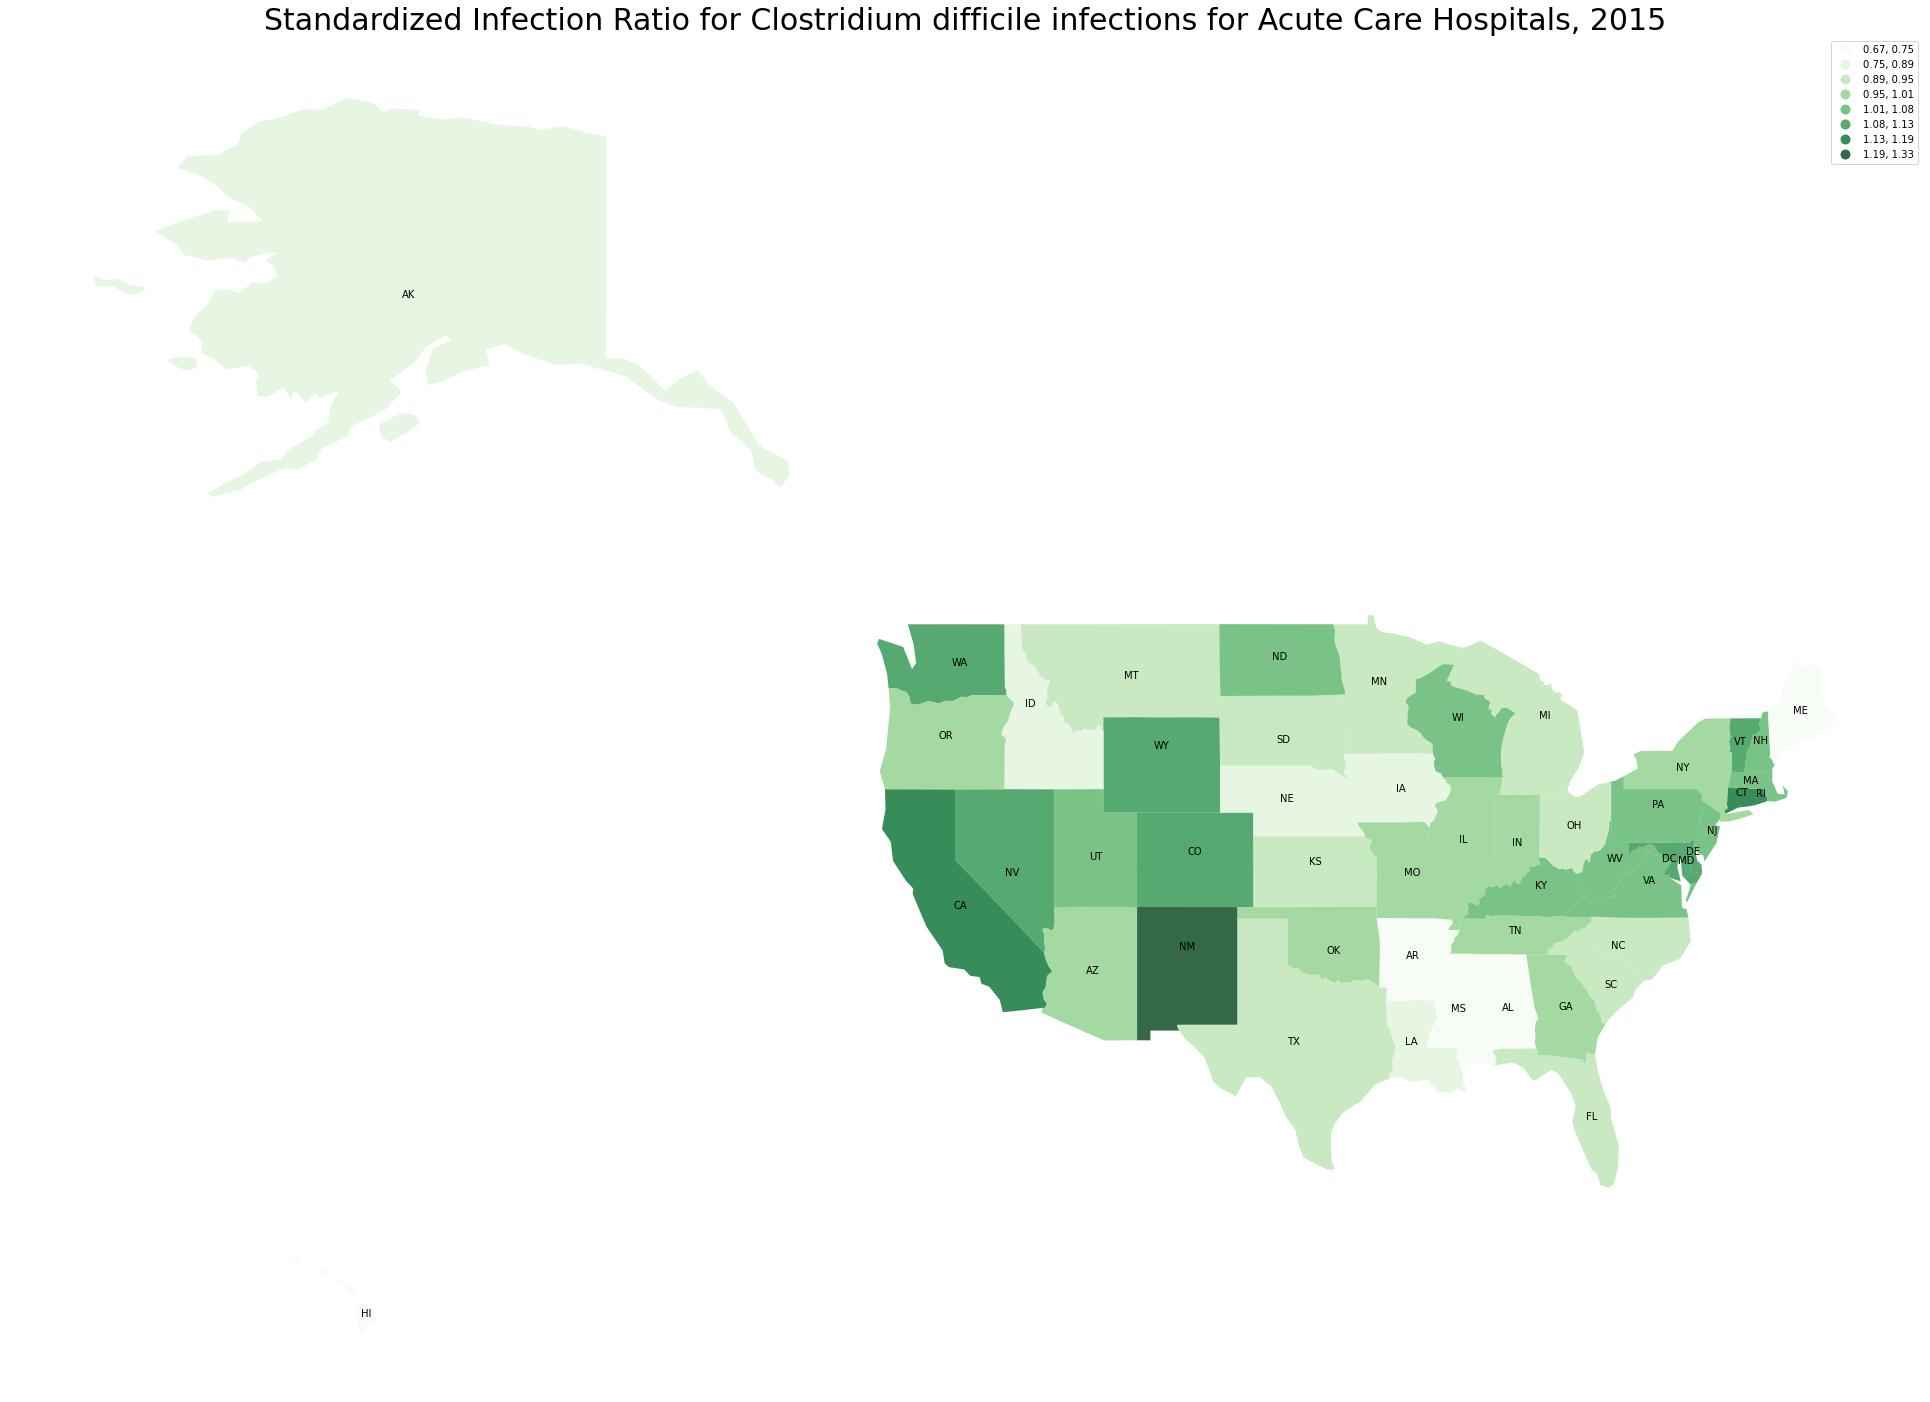 Standardized Infection Ratio for Clostridium difficile infections for Acute Care Hospitals, 2015
0.67, 0.75
0.75, 0.89
0.89, 0.95
0.95, 1.01
1.01, 1.08
1.08, 1.13
1.13, 1.19
1.19, 1.33
AK
WA
ND
MT
MN
ID
ME
MI
WI
OR
SD
VT
NH
WY
NY
MA
IA
CT
RI
NE
PA
OH
NJ
IL
IN
CO
DE
UT
WV
DC
MD
KS
NV
MO
VA
KY
CA
TN
NM
NC
OK
AR
AZ
SC
GA
AL
MS
TX
LA
FL
HI